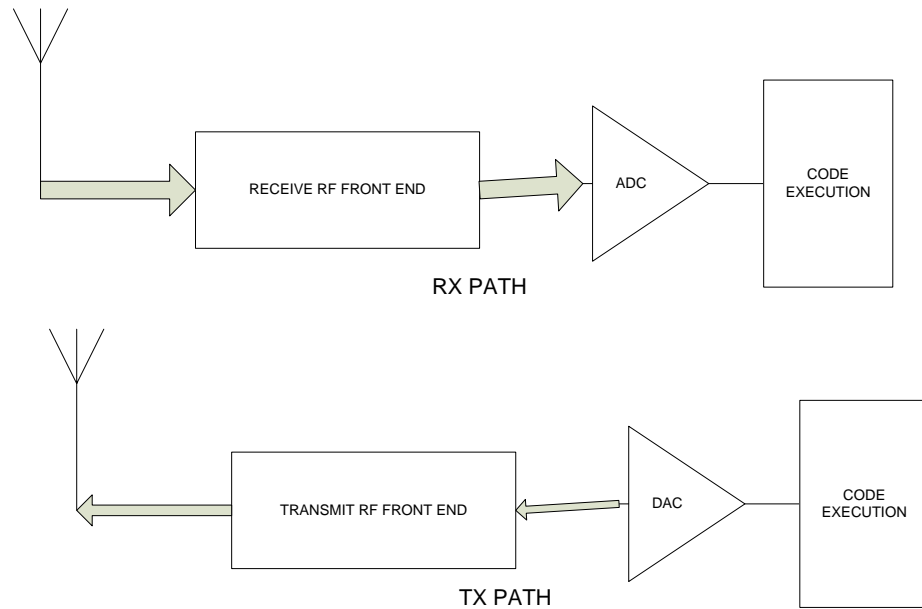 RECEIVE RF FRONT END
ADC
CODE
EXECUTION
RX PATH
TRANSMIT RF FRONT END
DAC
CODE
EXECUTION
TX PATH